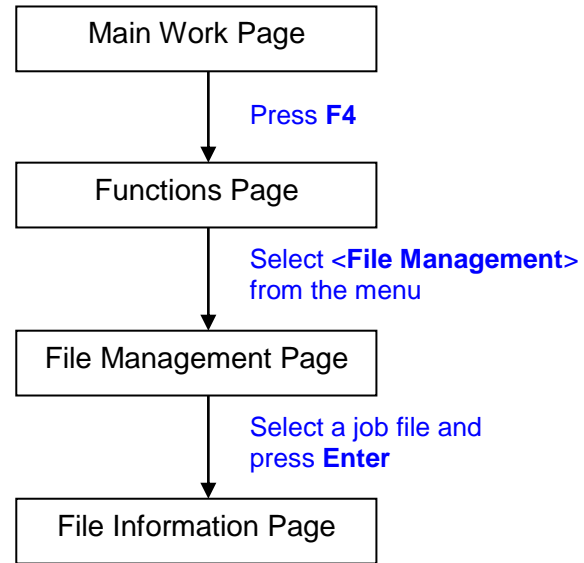 Main Work Page
Press F4
Functions Page
Select <File Management>
from the menu
File Management Page
Select a job file and
press Enter
File Information Page